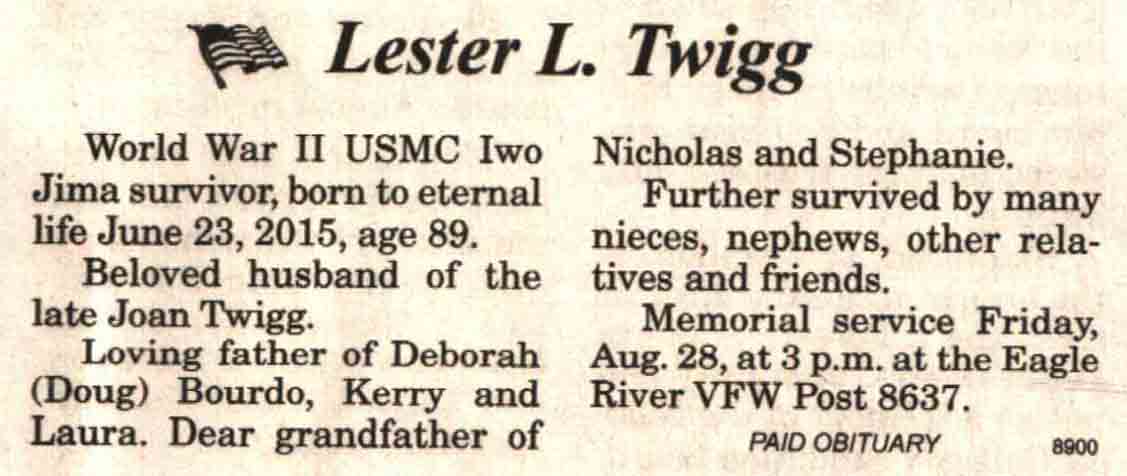 Lester L. Twigg
World War II USMC Iwo
Jima survivor, born to eternal
life June 23, 2015, age 89.
Beloved husband of the
late Joan Twigg.
Loving father of Deborah
(Doug) Bourdo, Kerry and
Laura. Dear grandfather of
Nicholas and Stephanie.
Further survived by many
nieces, nephews, other rela-
tives and friends.
Memorial service Friday,
Aug. 28, at 3 p.m. at the Eagle
River VFW Post 8637.
PAID OBITUARY 8900